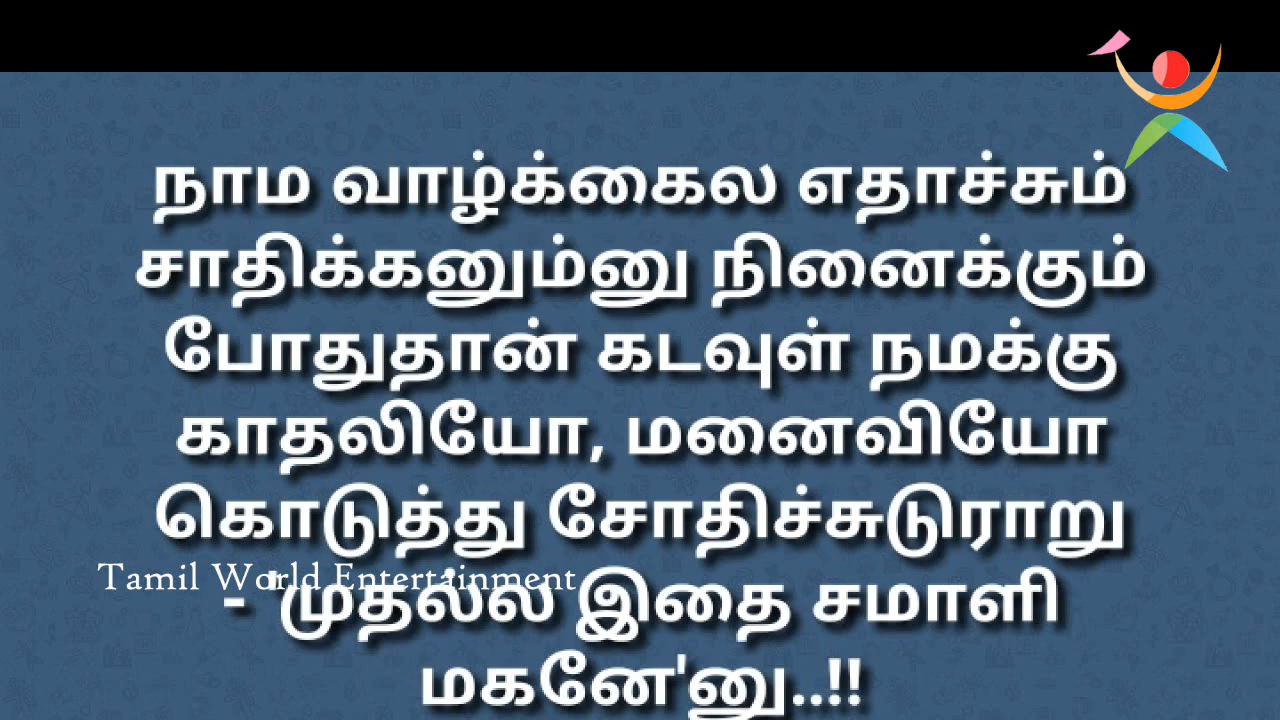 நாம வாழ்க்கைல எதாச்சும்
சாதிக்கனும்னு நினைக்கும்
போதுதான் கடவுள் நமக்கு
காதலியோ, மனைவியோ
கொடுத்து சோதிச்சுடுராறு
Tamil World Entertainment
- 'முதல்ல இதை சமாளி
மகனே'னு..!!